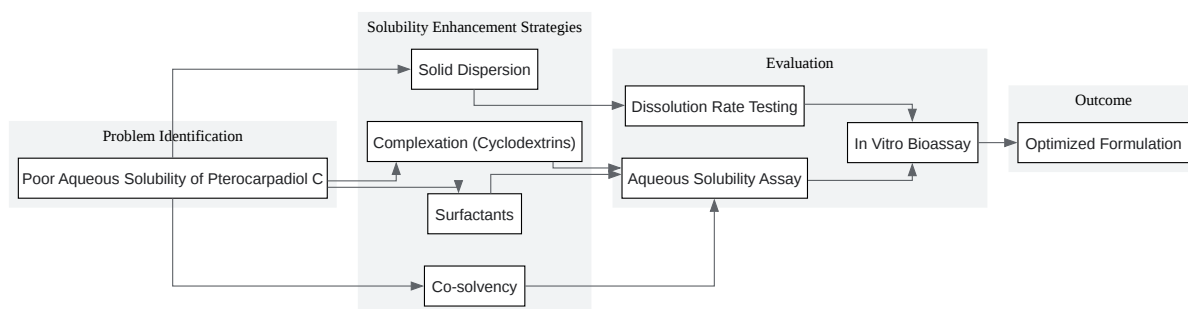 Problem Identification
Poor Aqueous Solubility of Pterocarpadiol C
Solubility Enhancement Strategies
Solid Dispersion
Complexation (Cyclodextrins)
Surfactants
Co-solvency
Evaluation
Dissolution Rate Testing
Aqueous Solubility Assay
In Vitro Bioassay
Outcome
Optimized Formulation